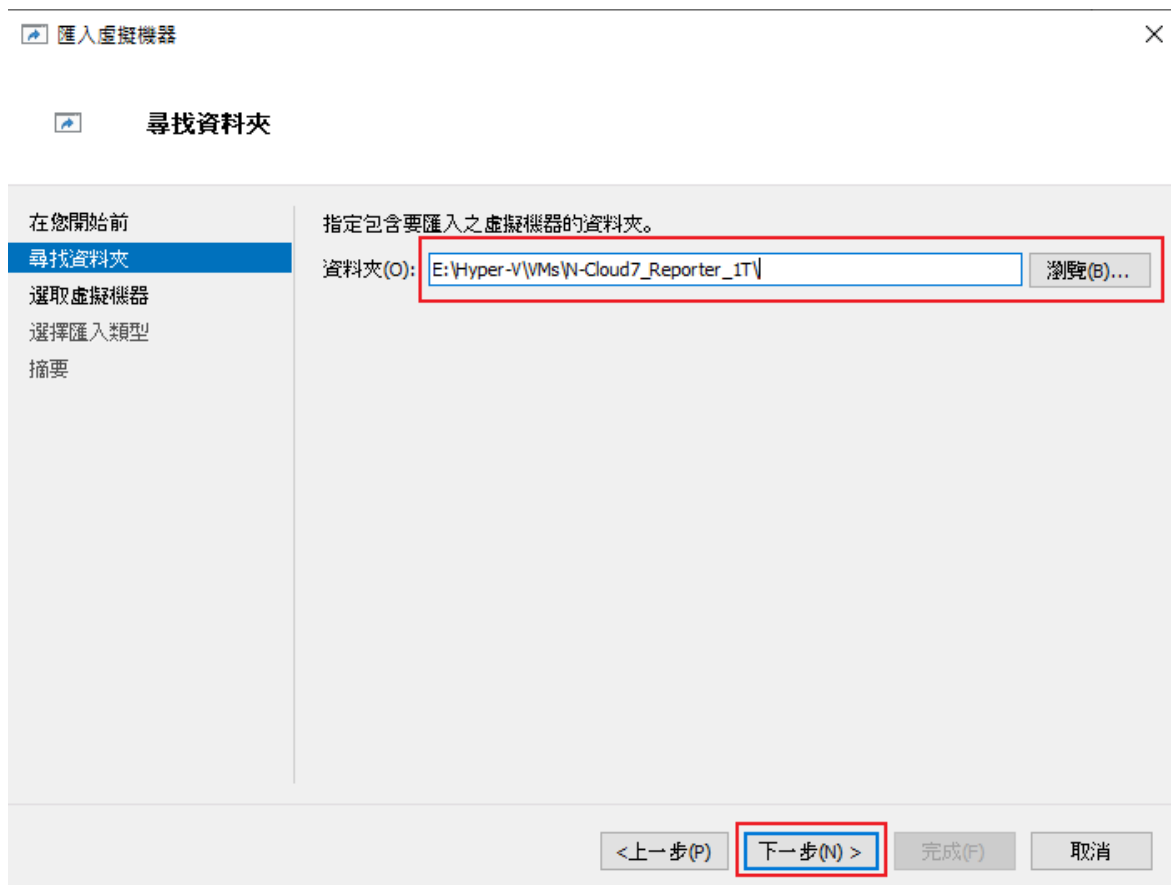 匯入虛擬機器
尋找資料夾
在您開始前
尋找資料夾
選取虛擬機器
選擇匯入類型
摘要
指定包含要匯入之虛擬機器的資料夾。
資料夾(O): E:\Hyper-V\VMs\N-Cloud7_Reporter_1T\ 瀏覽(B)...
<上一步(P) 下一步(N) > 完成(F) 取消